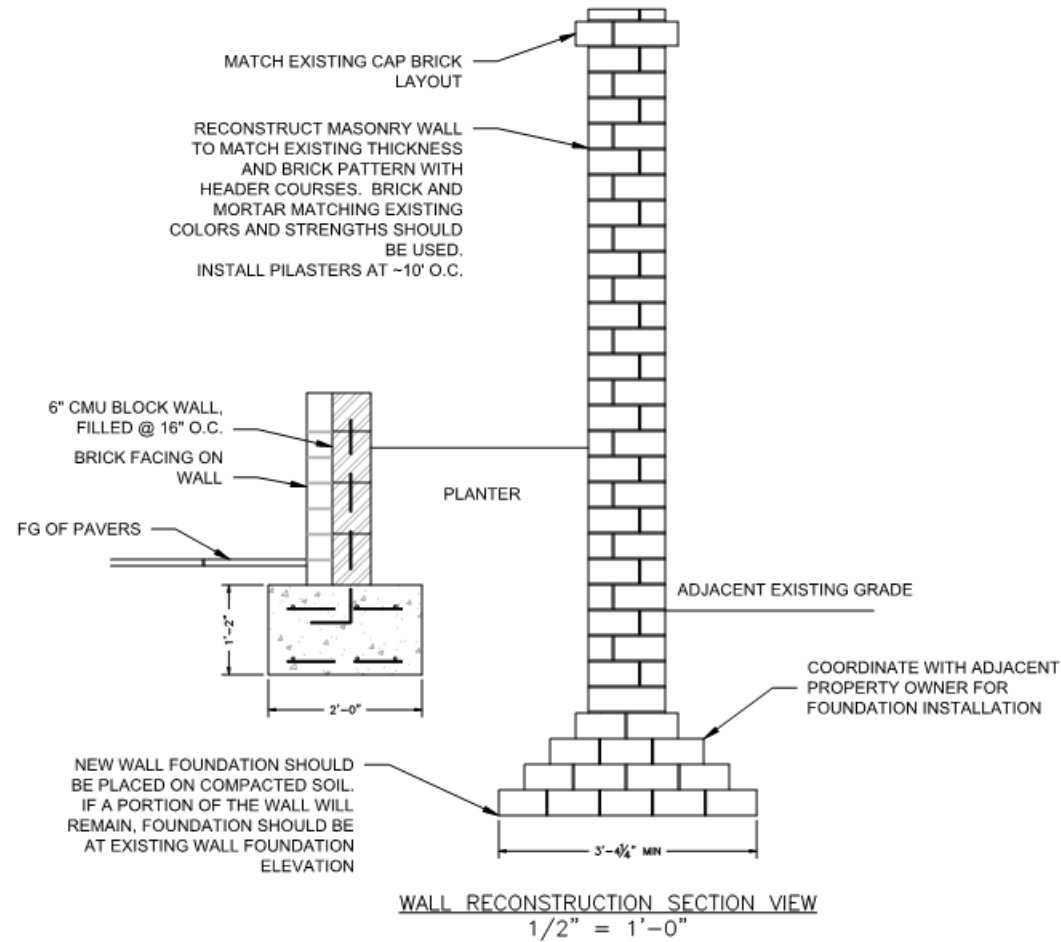 MATCH EXISTING CAP BRICK
LAYOUT
RECONSTRUCT MASONRY WALL
TO MATCH EXISTING THICKNESS
AND BRICK PATTERN WITH
HEADER COURSES. BRICK AND
MORTAR MATCHING EXISTING
COLORS AND STRENGTHS SHOULD
BE USED.
INSTALL PILASTERS AT ~10' O.C.
6" CMU BLOCK WALL,
FILLED @ 16" O.C.
BRICK FACING ON
WALL
PLANTER
FG OF PAVERS
ADJACENT EXISTING GRADE
1'-2"
2'-0"
COORDINATE WITH ADJACENT
PROPERTY OWNER FOR
FOUNDATION INSTALLATION
NEW WALL FOUNDATION SHOULD
BE PLACED ON COMPACTED SOIL.
IF A PORTION OF THE WALL WILL
REMAIN, FOUNDATION SHOULD BE
AT EXISTING WALL FOUNDATION
ELEVATION
3'-4¼" MIN
WALL RECONSTRUCTION SECTION VIEW
1/2" = 1'-0"